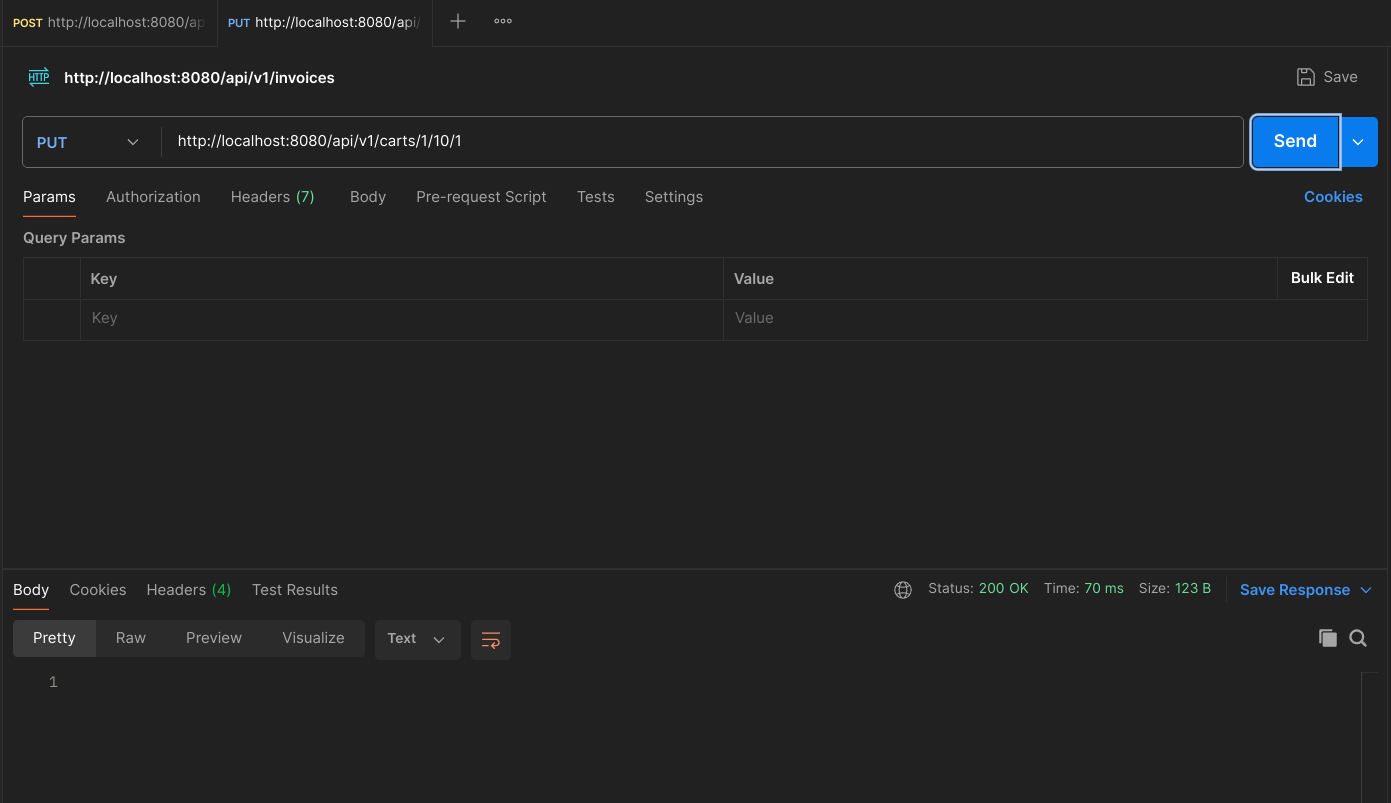 POST http://localhost:8080/ap
PUT http://localhost:8080/api/
HTTP http://localhost:8080/api/v1/invoices
Save
PUT http://localhost:8080/api/v1/carts/1/10/1
Send
Params Authorization Headers (7) Body Pre-request Script Tests Settings Cookies
Query Params
Key Value Bulk Edit
Key Value
Body Cookies Headers (4) Test Results Status: 200 OK Time: 70 ms Size: 123 B Save Response
Pretty Raw Preview Visualize Text
1